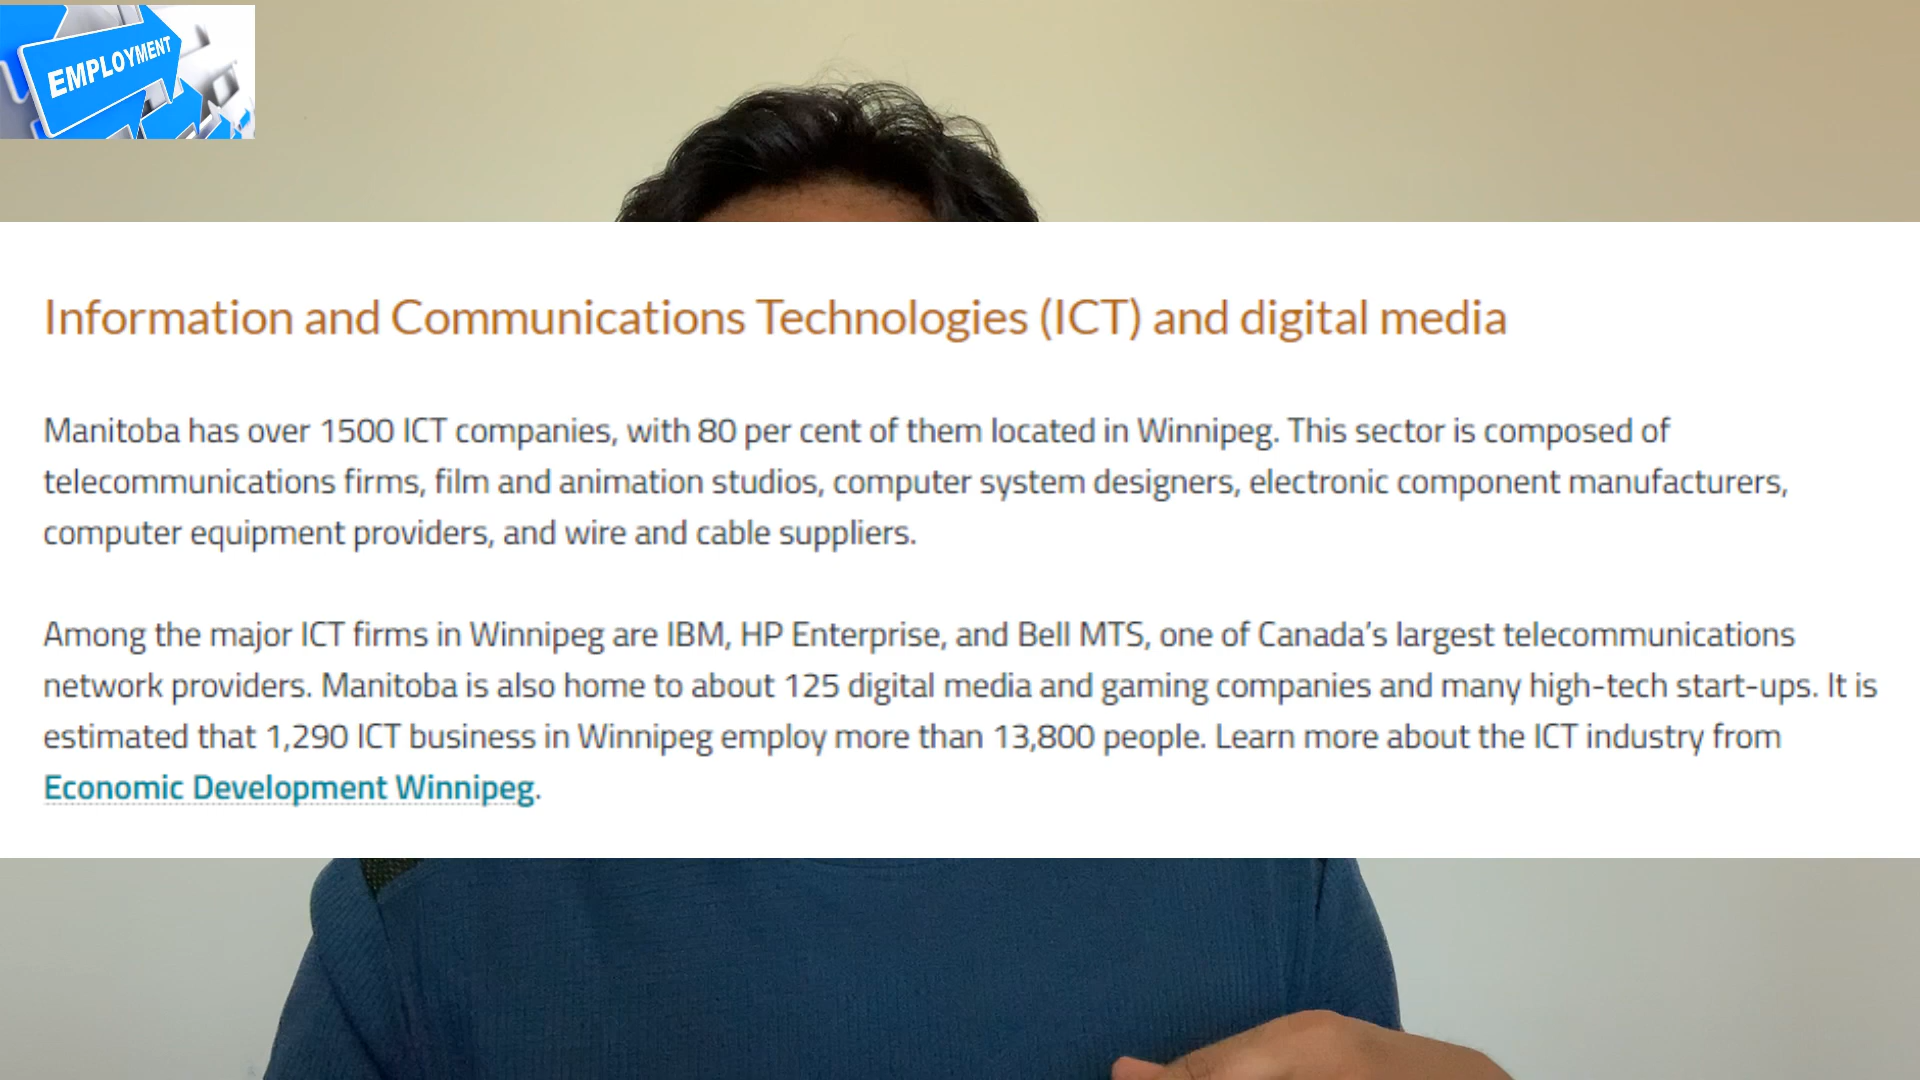 EMPLOYMENT
Information and Communications Technologies (ICT) and digital media
Manitoba has over 1500 ICT companies, with 80 per cent of them located in Winnipeg. This sector is composed of
telecommunications firms, film and animation studios, computer system designers, electronic component manufacturers,
computer equipment providers, and wire and cable suppliers.
Among the major ICT firms in Winnipeg are IBM, HP Enterprise, and Bell MTS, one of Canada's largest telecommunications
network providers. Manitoba is also home to about 125 digital media and gaming companies and many high-tech start-ups. It is
estimated that 1,290 ICT business in Winnipeg employ more than 13,800 people. Learn more about the ICT industry from
Economic Development Winnipeg.